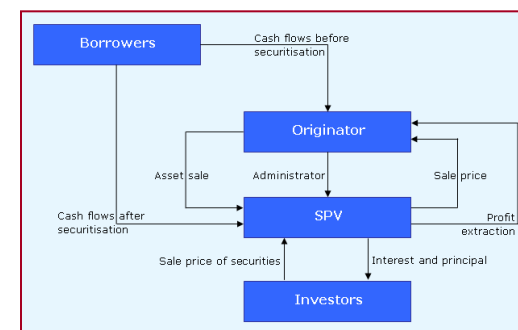 Borrowers
Cash flows before
securitisation
Originator
Asset sale
Administrator
Sale price
Cash flows after
securitisation
SPV
Profit
extraction
Sale price of securities
Interest and principal
Investors